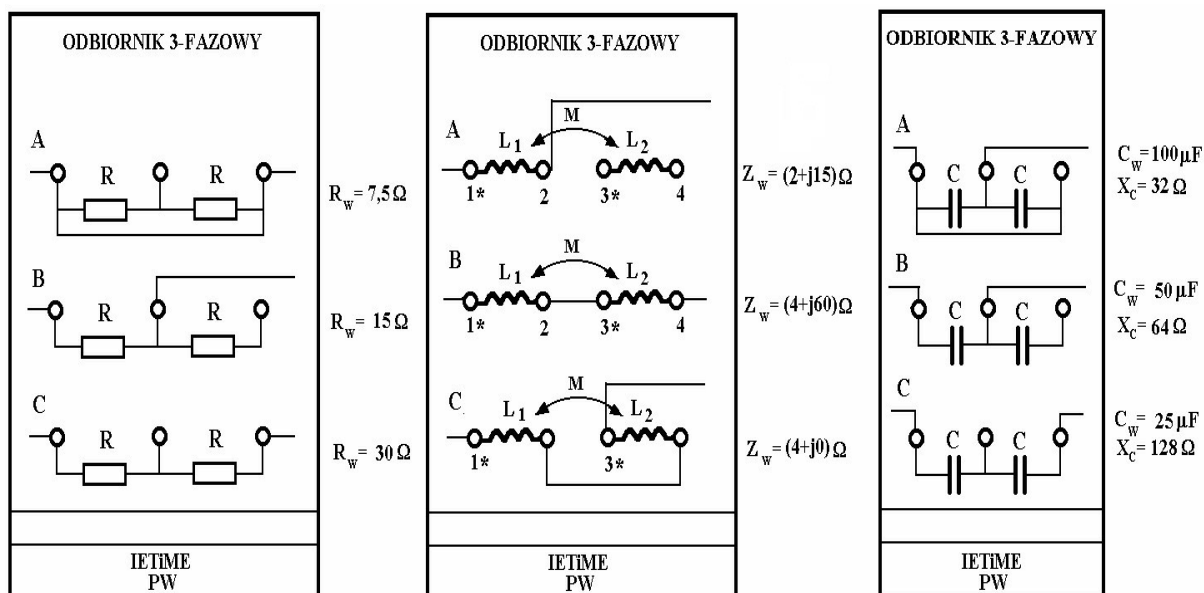 ODBIORNIK 3-FAZOWY
A
R R
R_W = 7,5 Ω
B
R R
R_W = 15 Ω
C
R R
R_W = 30 Ω
IETiME
PW
ODBIORNIK 3-FAZOWY
A
M
L1 L2
1* 2 3* 4
Z_W = (2+j15) Ω
B
M
L1 L2
1* 2 3* 4
Z_W = (4+j60) Ω
C
M
L1 L2
1* 3*
Z_W = (4+j0) Ω
IETiME
PW
ODBIORNIK 3-FAZOWY
A
C C
C_W = 100 µF
X_C = 32 Ω
B
C C
C_W = 50 µF
X_C = 64 Ω
C
C C
C_W = 25 µF
X_C = 128 Ω
IETiME
PW